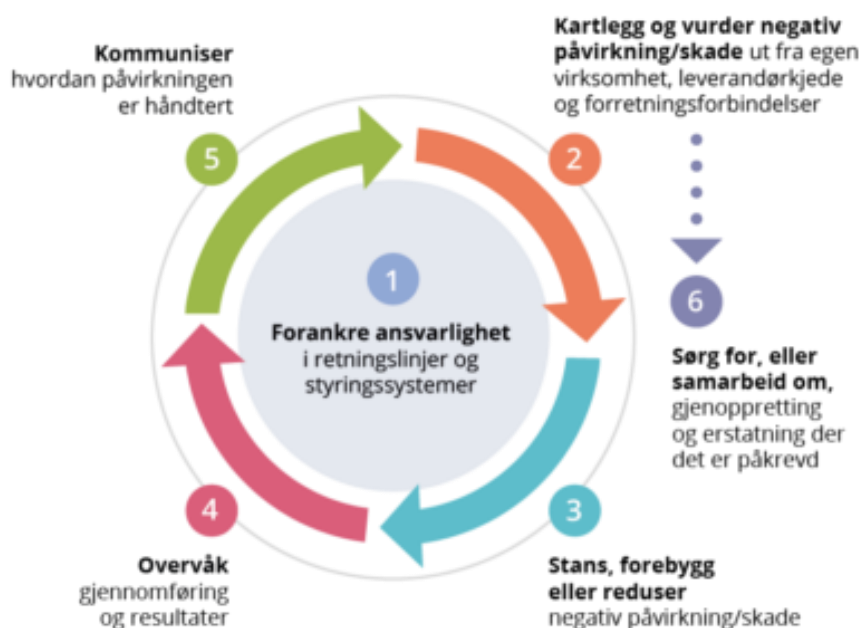 1
Forankre ansvarlighet
i retningslinjer og
styringssystemer
2
Kartlegg og vurder negativ
påvirkning/skade ut fra egen
virksomhet, leverandørkjede
og forretningsforbindelser
3
Stans, forebygg
eller reduser
negativ påvirkning/skade
4
Overvåk
gjennomføring
og resultater
5
Kommuniser
hvordan påvirkningen
er håndtert
6
Sørg for, eller
samarbeid om,
gjenoppretting
og erstatning der
det er påkrevd